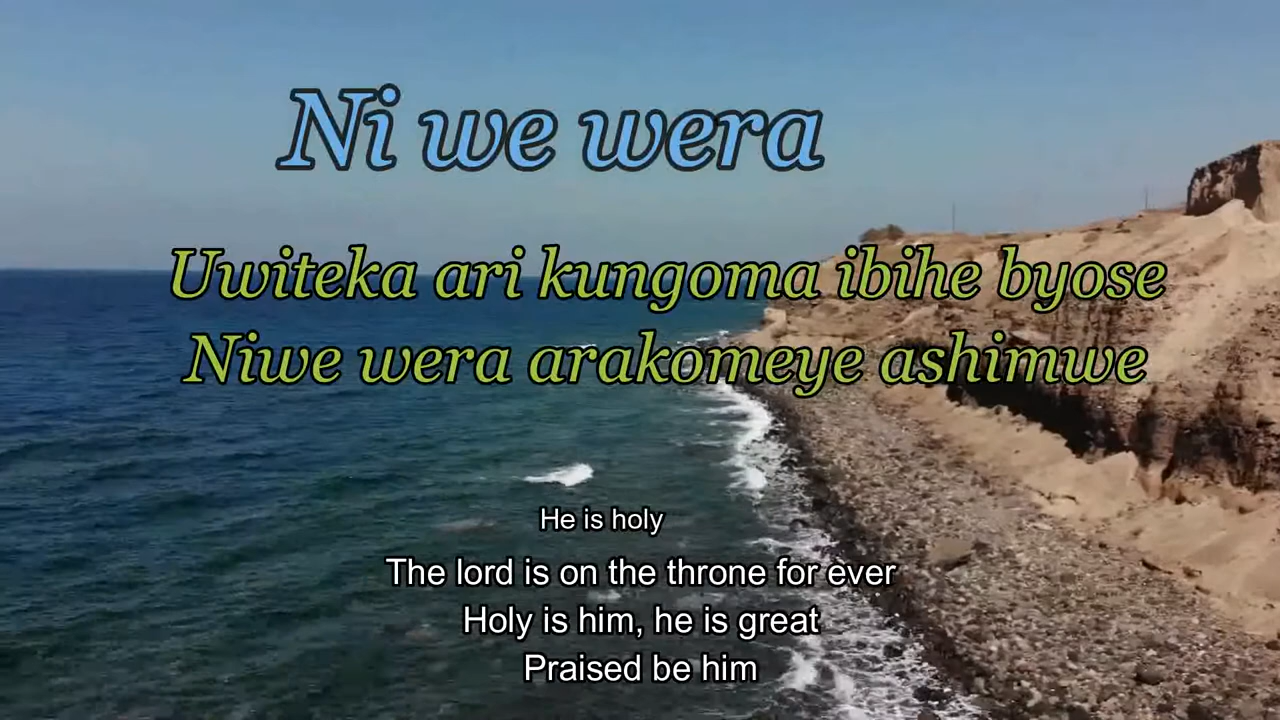 Ni we wera
Uwiteka ari kungoma ibihe byose
Niwe wera arakomeye ashimwe
He is holy
The lord is on the throne for ever
Holy is him, he is great
Praised be him